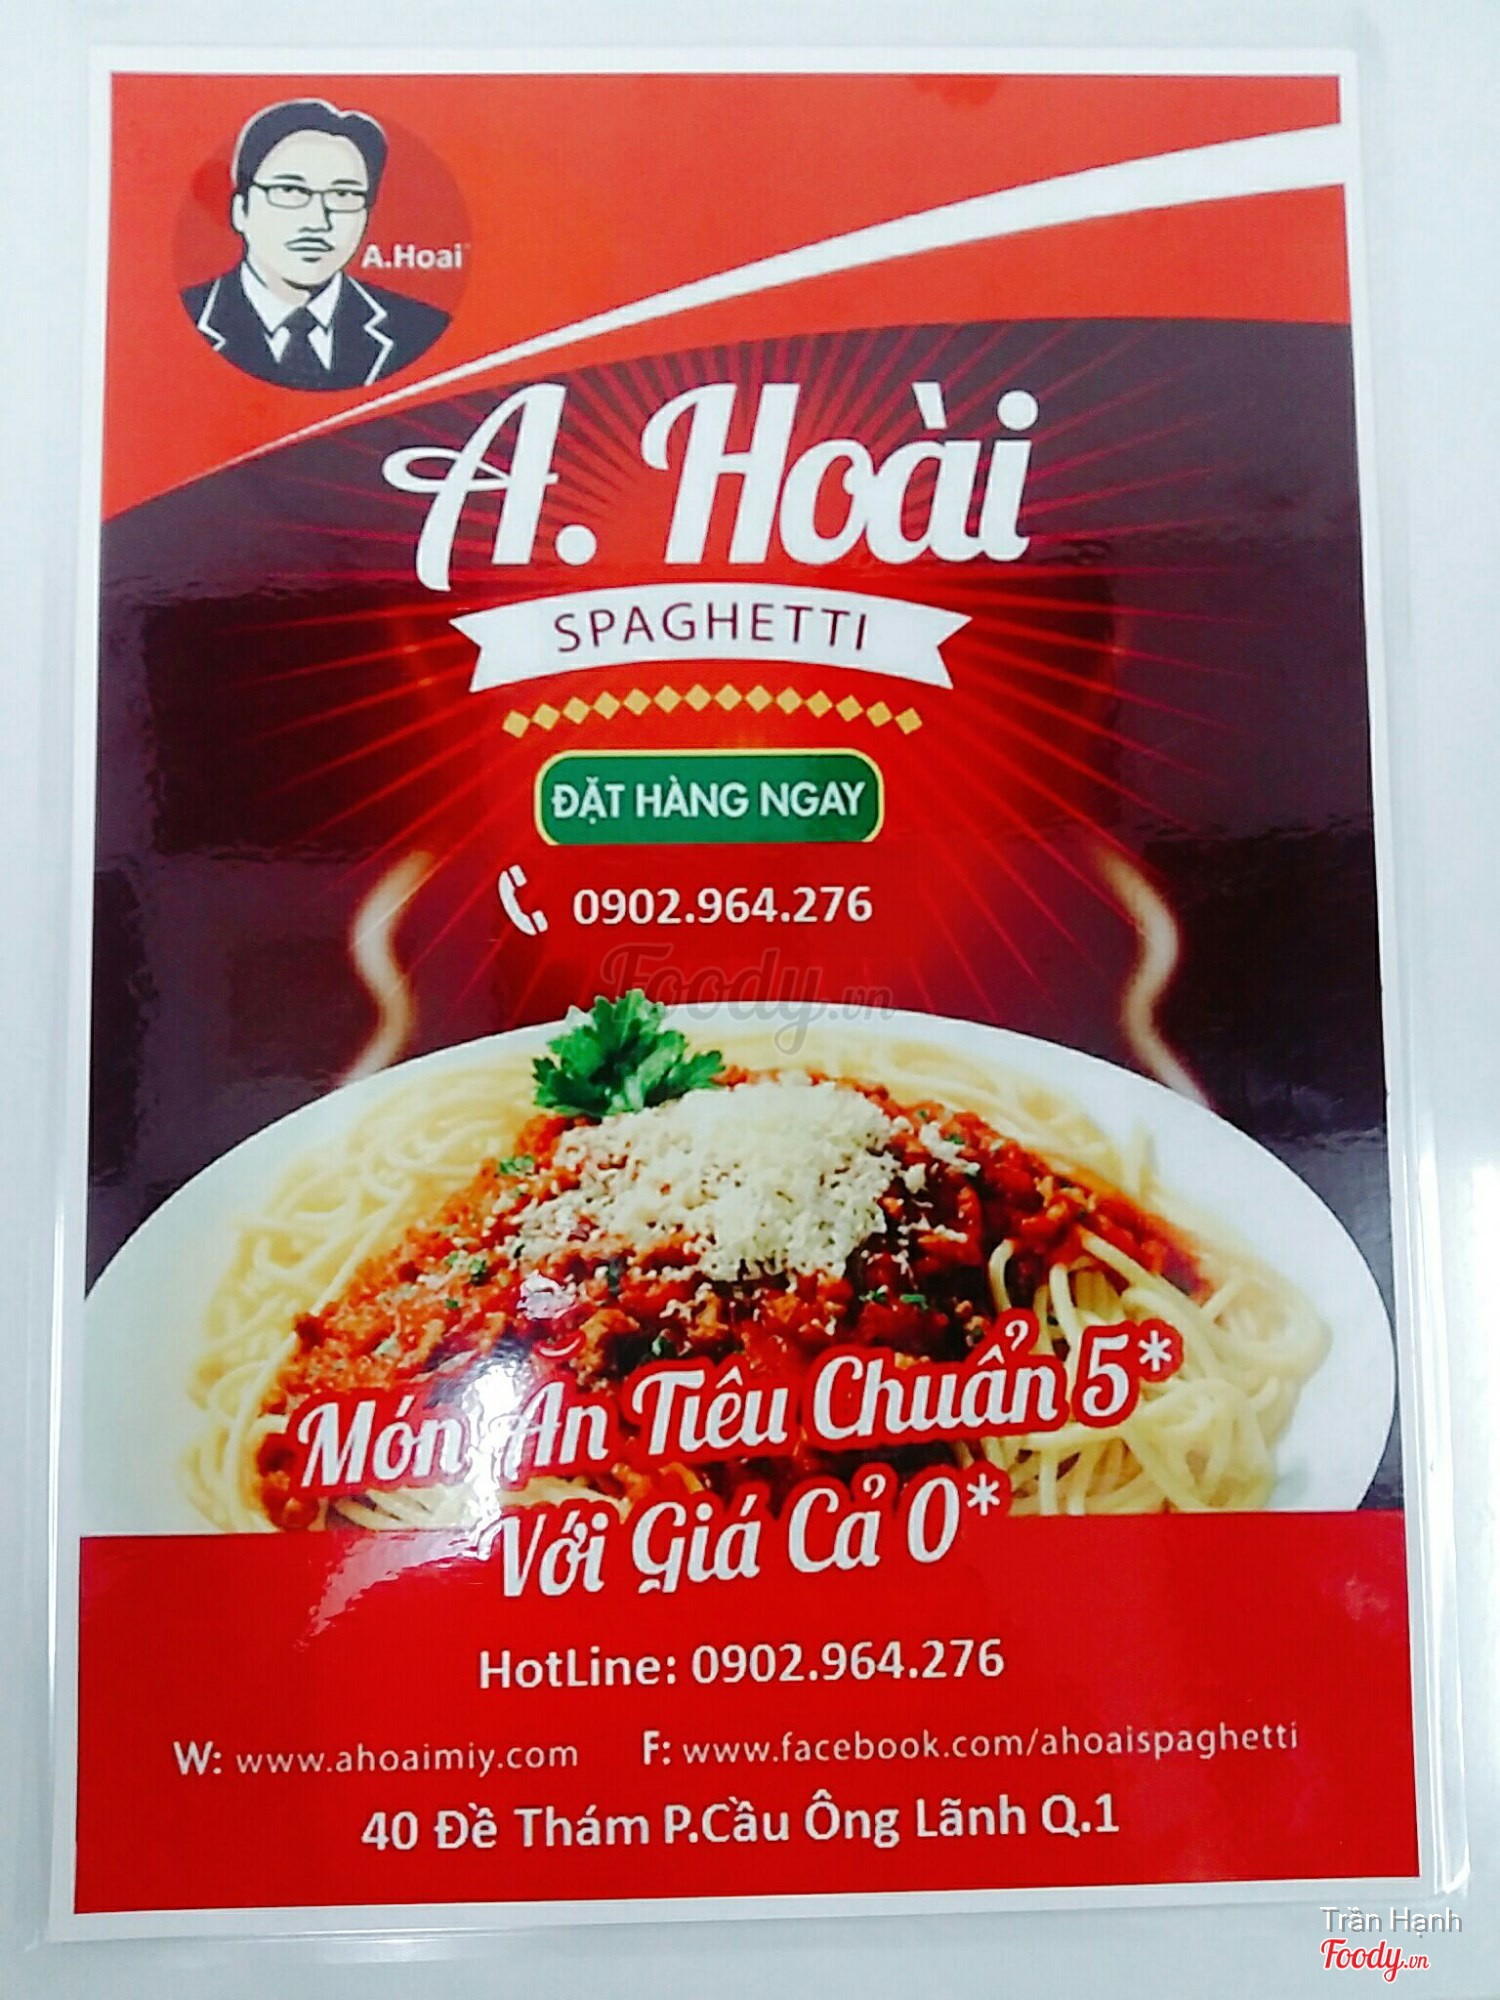 A.Hoai
A. Hoài
SPAGHETTI
ĐẶT HÀNG NGAY
0902.964.276
Foody.vn
Món Ăn Tiêu Chuẩn 5*
Với Giá Cả 0*
HotLine: 0902.964.276
W: www.ahoaimiy.com F: www.facebook.com/ahoaispaghetti
40 Đề Thám P.Cầu Ông Lãnh Q.1
Trần Hạnh
Foody.vn